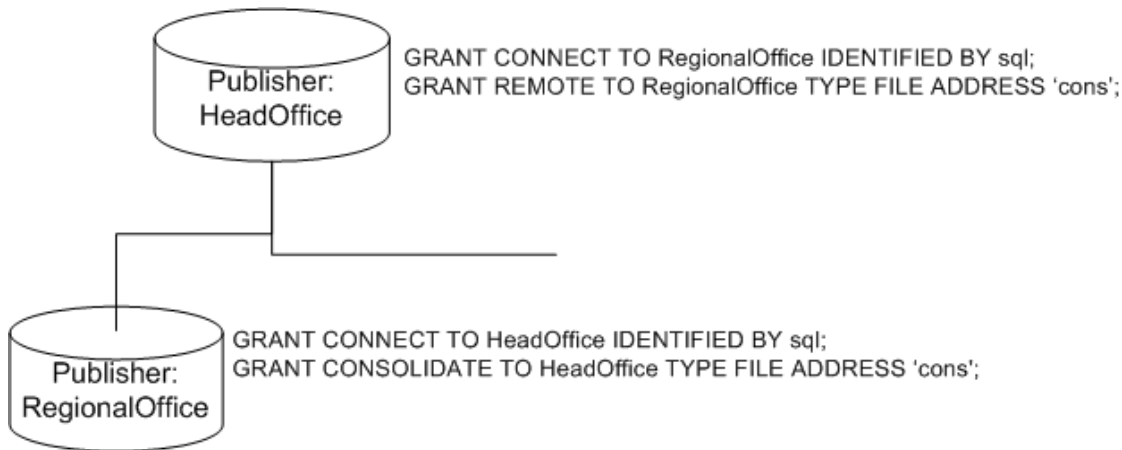 Publisher:
HeadOffice
GRANT CONNECT TO RegionalOffice IDENTIFIED BY sql;
GRANT REMOTE TO RegionalOffice TYPE FILE ADDRESS ‘cons’;
Publisher:
RegionalOffice
GRANT CONNECT TO HeadOffice IDENTIFIED BY sql;
GRANT CONSOLIDATE TO HeadOffice TYPE FILE ADDRESS ‘cons’;